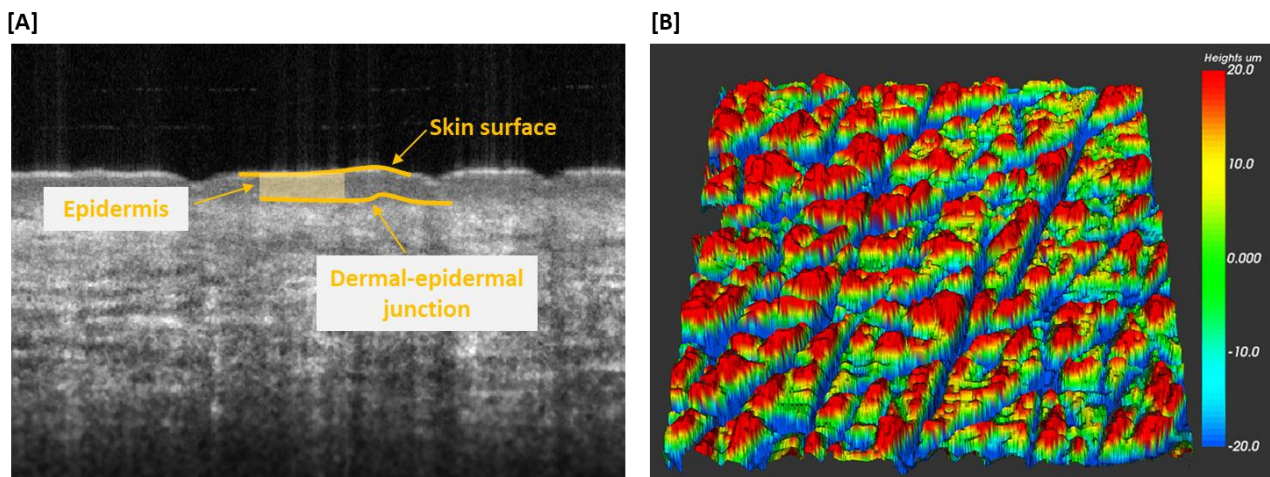 [A]
[B]
Skin surface
Epidermis
Dermal-epidermal
junction
Heights um
20.0
10.0
0.000
-10.0
-20.0